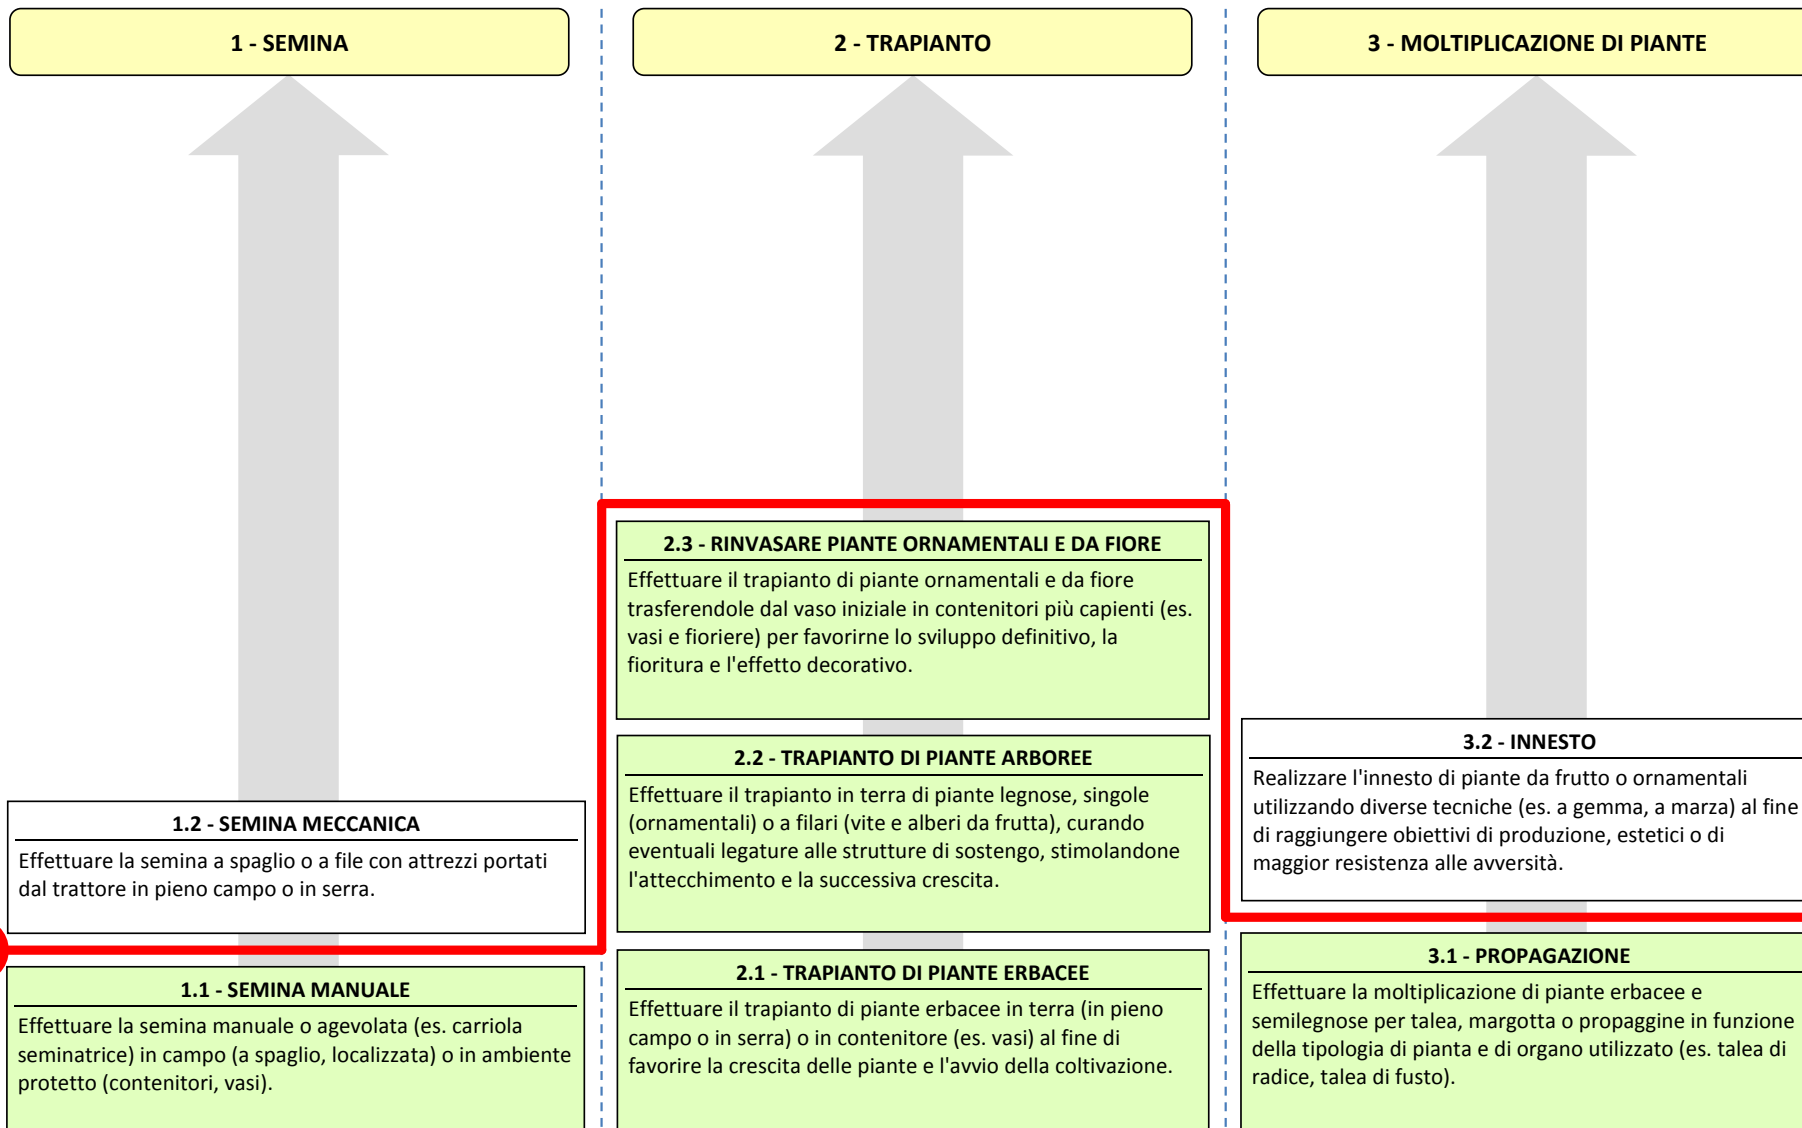 1 - SEMINA
2 - TRAPIANTO
3 - MOLTIPLICAZIONE DI PIANTE
1.2 - SEMINA MECCANICA
Effettuare la semina a spaglio o a file con attrezzi portati
dal trattore in pieno campo o in serra.
1.1 - SEMINA MANUALE
Effettuare la semina manuale o agevolata (es. carriola
seminatrice) in campo (a spaglio, localizzata) o in ambiente
protetto (contenitori, vasi).
2.3 - RINVASARE PIANTE ORNAMENTALI E DA FIORE
Effettuare il trapianto di piante ornamentali e da fiore
trasferendole dal vaso iniziale in contenitori più capienti (es.
vasi e fioriere) per favorirne lo sviluppo definitivo, la
fioritura e l'effetto decorativo.
2.2 - TRAPIANTO DI PIANTE ARBOREE
Effettuare il trapianto in terra di piante legnose, singole
(ornamentali) o a filari (vite e alberi da frutta), curando
eventuali legature alle strutture di sostengo, stimolandone
l'attecchimento e la successiva crescita.
2.1 - TRAPIANTO DI PIANTE ERBACEE
Effettuare il trapianto di piante erbacee in terra (in pieno
campo o in serra) o in contenitore (es. vasi) al fine di
favorire la crescita delle piante e l'avvio della coltivazione.
3.2 - INNESTO
Realizzare l'innesto di piante da frutto o ornamentali
utilizzando diverse tecniche (es. a gemma, a marza) al fine
di raggiungere obiettivi di produzione, estetici o di
maggior resistenza alle avversità.
3.1 - PROPAGAZIONE
Effettuare la moltiplicazione di piante erbacee e
semilegnose per talea, margotta o propaggine in funzione
della tipologia di pianta e di organo utilizzato (es. talea di
radice, talea di fusto).